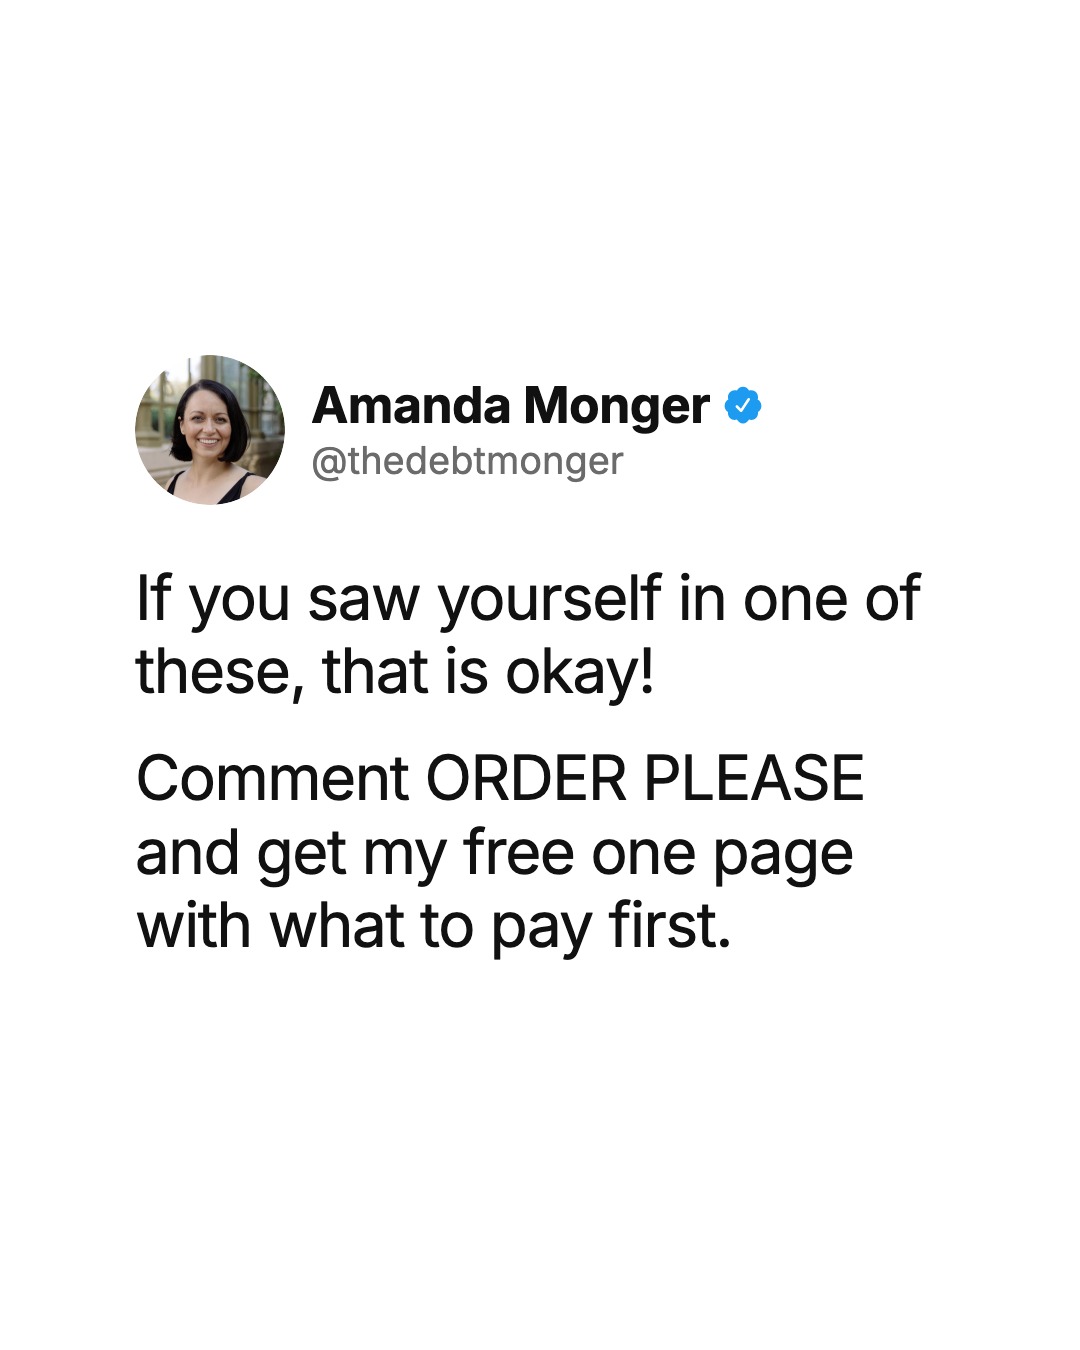 Amanda Monger
@thedebtmonger
If you saw yourself in one of
these, that is okay!
Comment ORDER PLEASE
and get my free one page
with what to pay first.